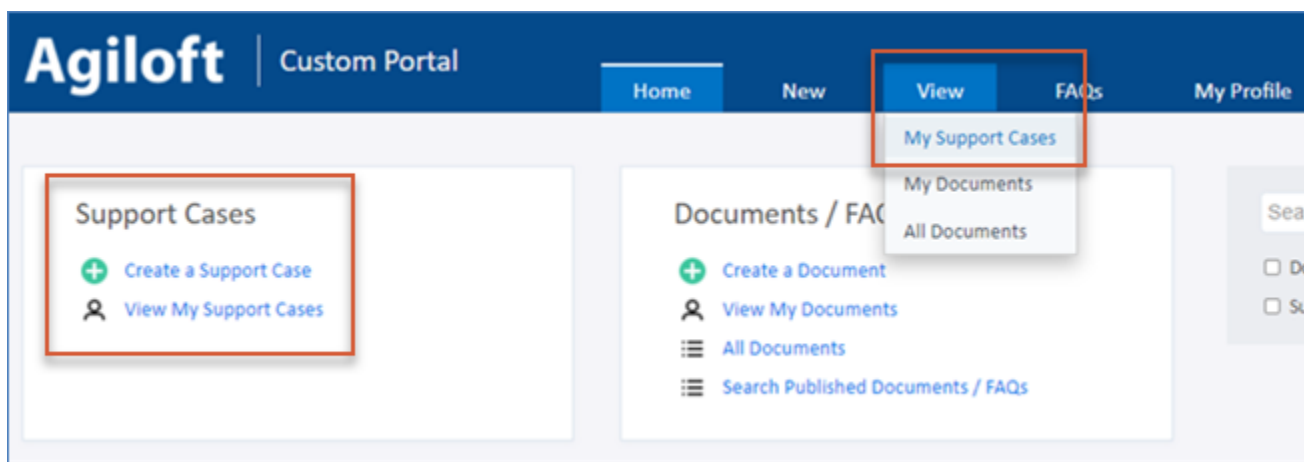 Agiloft
Custom Portal
Home New View FAQs My Profile
My Support Cases
My Documents
All Documents
Support Cases
Create a Support Case
View My Support Cases
Documents /
Create a Document
View My Documents
All Documents
Search Published Documents / FAQs